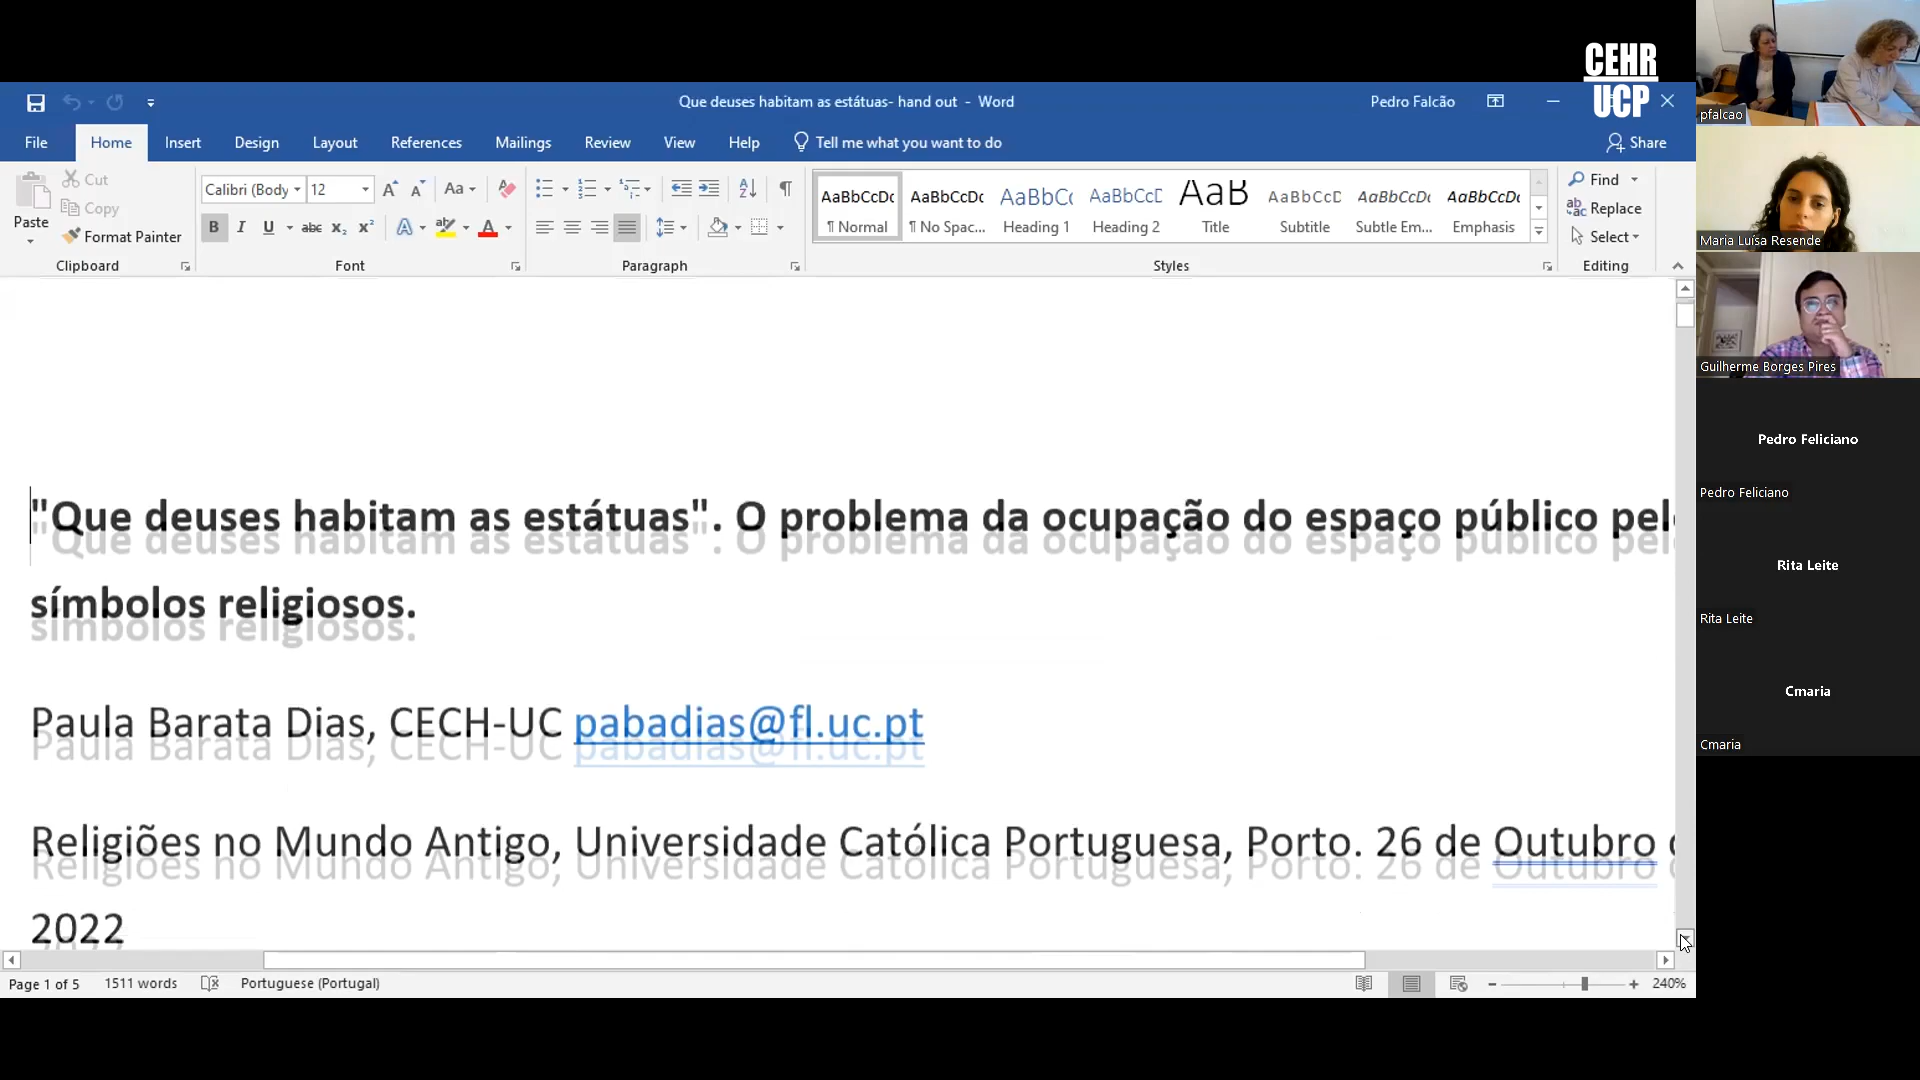 CEHR
UCP
Que deuses habitam as estátuas- hand out - Word
Pedro Falcão
File Home Insert Design Layout References Mailings Review View Help Tell me what you want to do Share
Paste
Cut
Copy
Format Painter
Clipboard
Calibri (Body 12
Aa
B I U abc x₂ x² A A
Font
Paragraph
AaBbCcDc AaBbCcDc AaBbCc AaBbCcD AaB AaBbCcD AaBbCcDc AaBbCcDc
¶ Normal ¶ No Spac... Heading 1 Heading 2 Title Subtitle Subtle Em... Emphasis
Styles
Find
Replace
Select
Editing
"Que deuses habitam as estátuas". O problema da ocupação do espaço público pel
símbolos religiosos.
Paula Barata Dias, CECH-UC pabadias@fl.uc.pt
Religiões no Mundo Antigo, Universidade Católica Portuguesa, Porto. 26 de Outubro
2022
Page 1 of 5 1511 words Portuguese (Portugal) 240%
pfalcao
Maria Luísa Resende
Guilherme Borges Pires
Pedro Feliciano
Pedro Feliciano
Rita Leite
Rita Leite
Cmaria
Cmaria